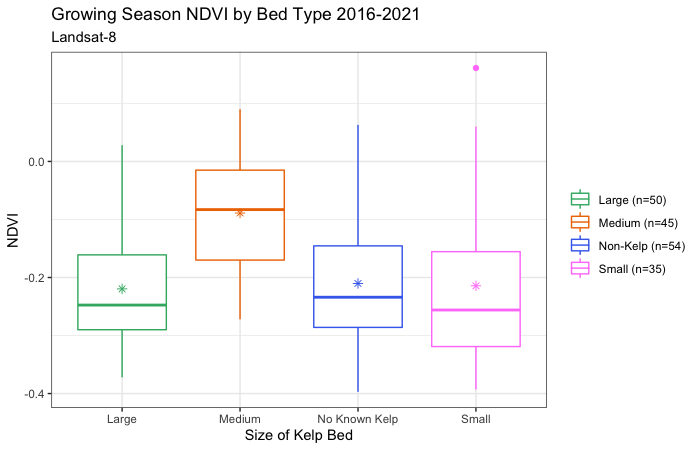 Growing Season NDVI by Bed Type 2016-2021
Landsat-8
NDVI
0.0
-0.2
-0.4
Large
Medium
No Known Kelp
Small
Size of Kelp Bed
Large (n=50)
Medium (n=45)
Non-Kelp (n=54)
Small (n=35)